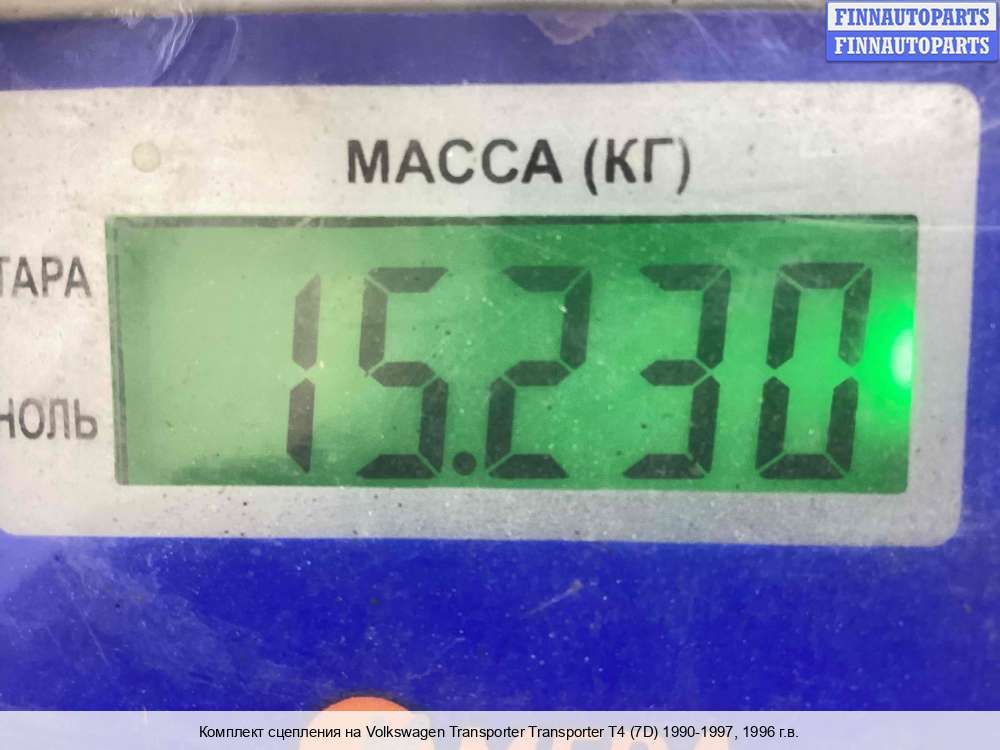 FINNAUTOPARTS
FINNAUTOPARTS
МАССА (КГ)
ТАРА
15.230
НОЛЬ
Комплект сцепления на Volkswagen Transporter Transporter T4 (7D) 1990-1997, 1996 г.в.